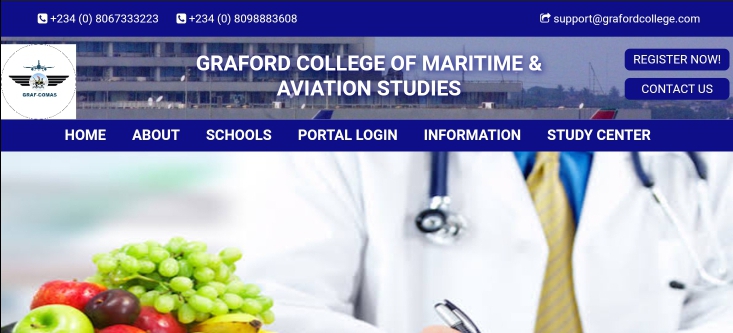 +234 (0) 8067333223 +234 (0) 8098883608 support@grafordcollege.com
GRAFORD COLLEGE OF MARITIME &
AVIATION STUDIES
REGISTER NOW!
CONTACT US
GRAF-COMAS
HOME ABOUT SCHOOLS PORTAL LOGIN INFORMATION STUDY CENTER